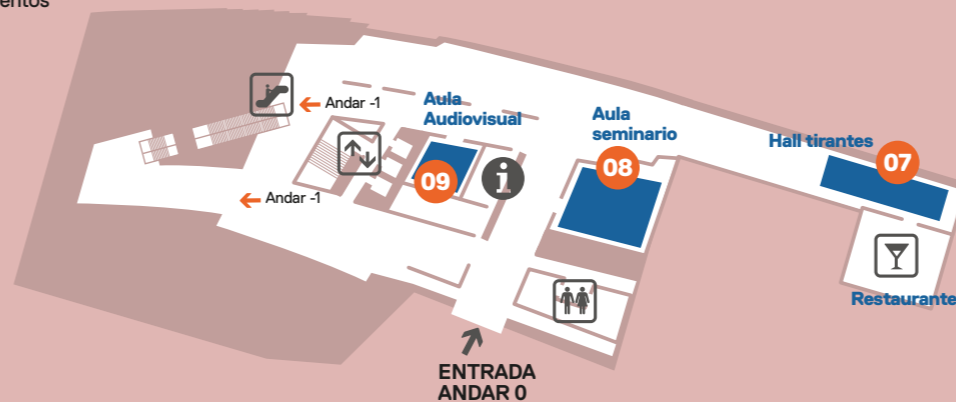 entos
Andar -1
Aula
Audiovisual
Aula
seminario
Hall tirantes
07
08
09
i
Andar -1
Restaurante
ENTRADA
ANDAR 0